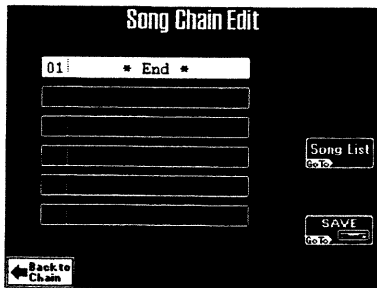 Song Chain Edit
01 * End *
Song List
Go To
SAVE
Go To
Back to
Chain